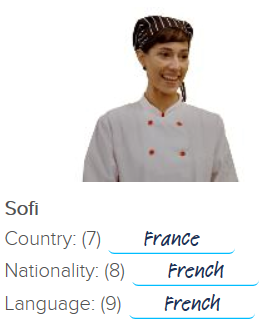 Sofi
Country: (7) France
Nationality: (8) French
Language: (9) French